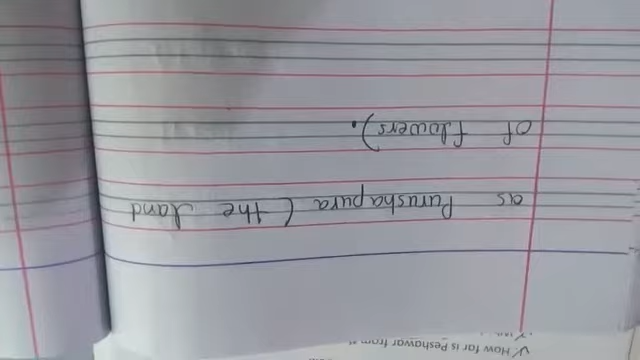 How far is Peshawar from
as Purushapura (the land
of flowers).